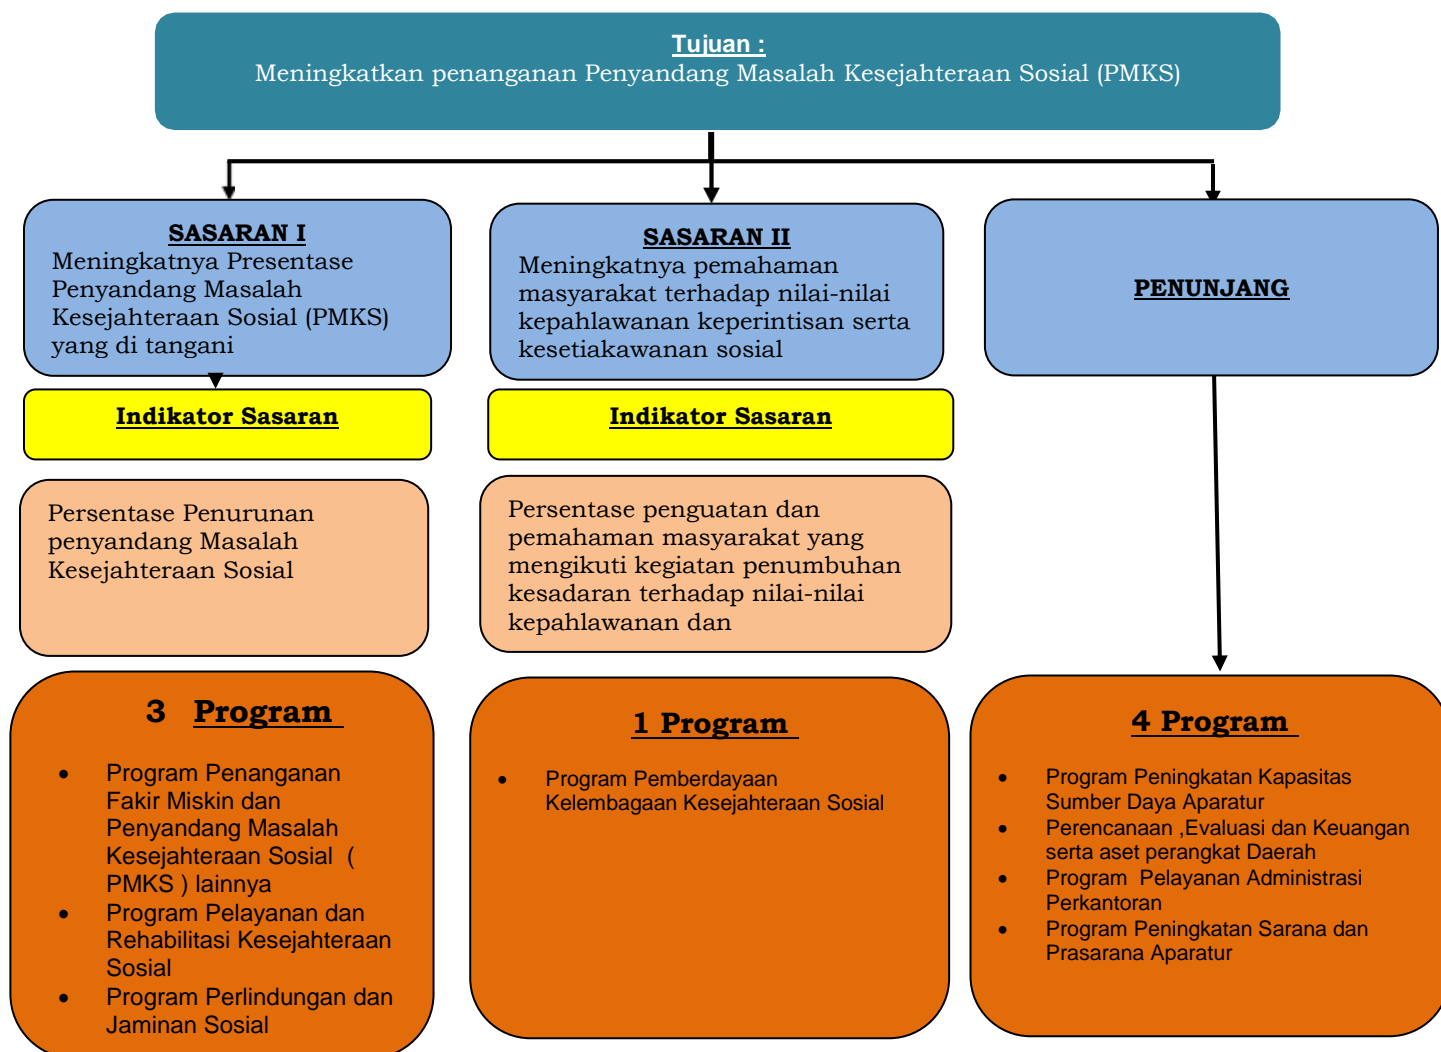 Tujuan :
Meningkatkan penanganan Penyandang Masalah Kesejahteraan Sosial (PMKS)
SASARAN I
Meningkatnya Presentase
Penyandang Masalah
Kesejahteraan Sosial (PMKS)
yang di tangani
SASARAN II
Meningkatnya pemahaman
masyarakat terhadap nilai-nilai
kepahlawanan keperintisan serta
kesetiakawanan sosial
PENUNJANG
Indikator Sasaran
Indikator Sasaran
Persentase Penurunan
penyandang Masalah
Kesejahteraan Sosial
Persentase penguatan dan
pemahaman masyarakat yang
mengikuti kegiatan penumbuhan
kesadaran terhadap nilai-nilai
kepahlawanan dan
3 Program
• Program Penanganan
Fakir Miskin dan
Penyandang Masalah
Kesejahteraan Sosial (
PMKS ) lainnya
• Program Pelayanan dan
Rehabilitasi Kesejahteraan
Sosial
• Program Perlindungan dan
Jaminan Sosial
1 Program
• Program Pemberdayaan
Kelembagaan Kesejahteraan Sosial
4 Program
• Program Peningkatan Kapasitas
Sumber Daya Aparatur
• Perencanaan ,Evaluasi dan Keuangan
serta aset perangkat Daerah
• Program Pelayanan Administrasi
Perkantoran
• Program Peningkatan Sarana dan
Prasarana Aparatur